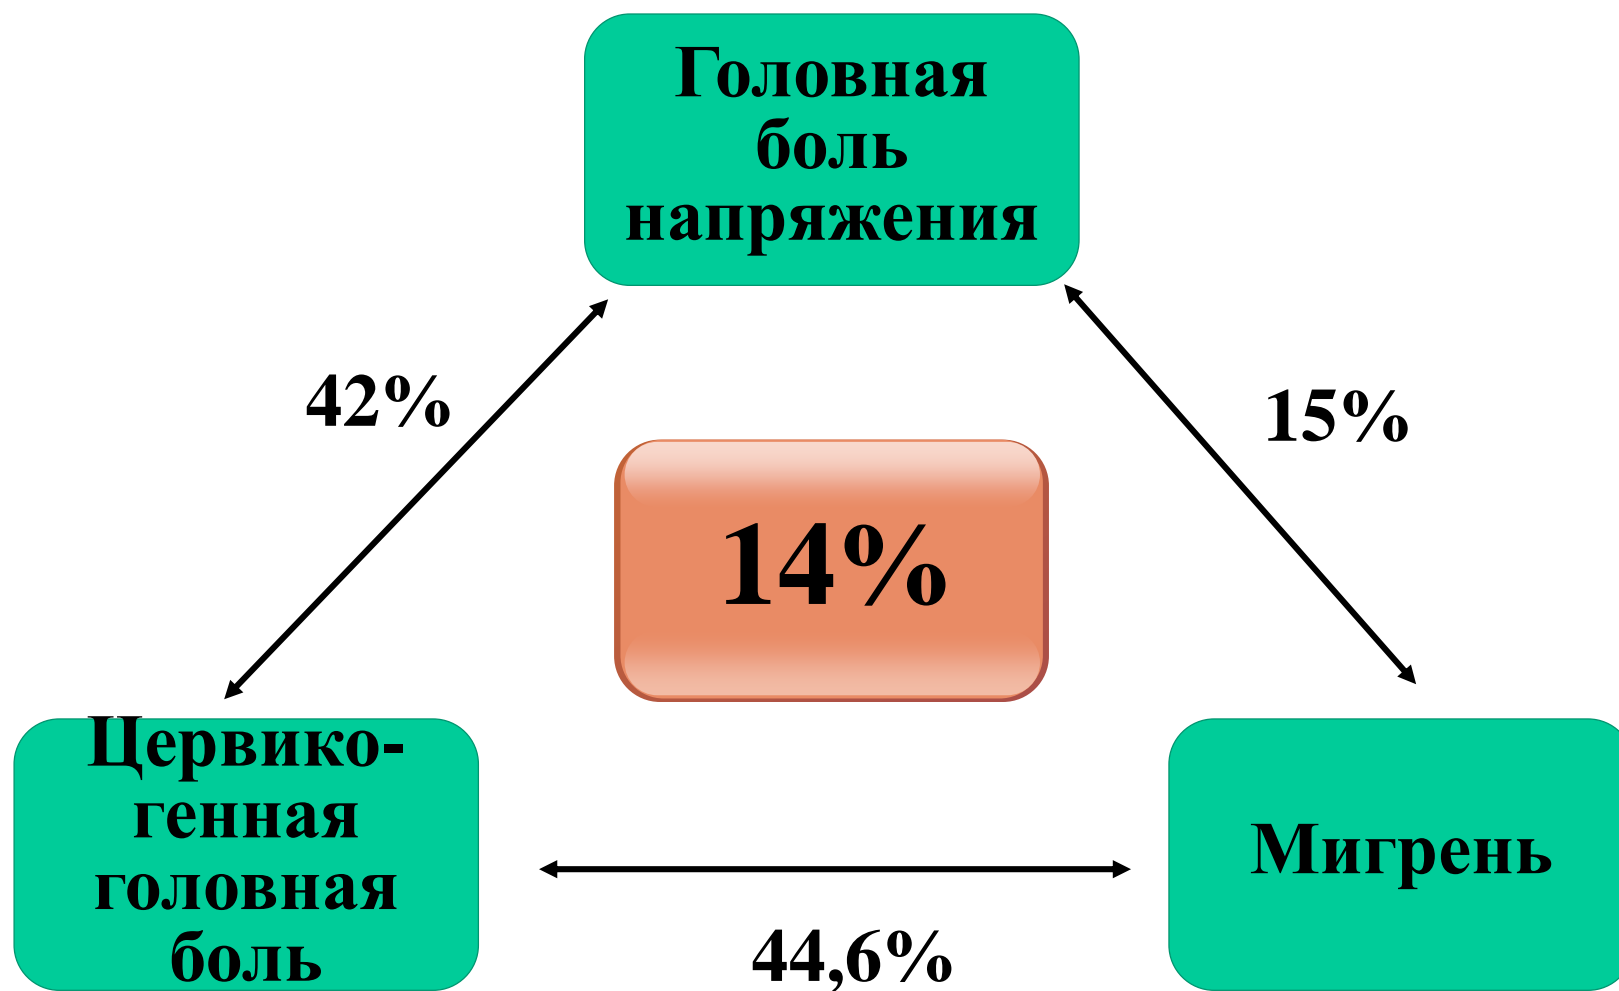 Головная
боль
напряжения
42%
15%
14%
Цервико-
генная
головная
боль
Мигрень
44,6%